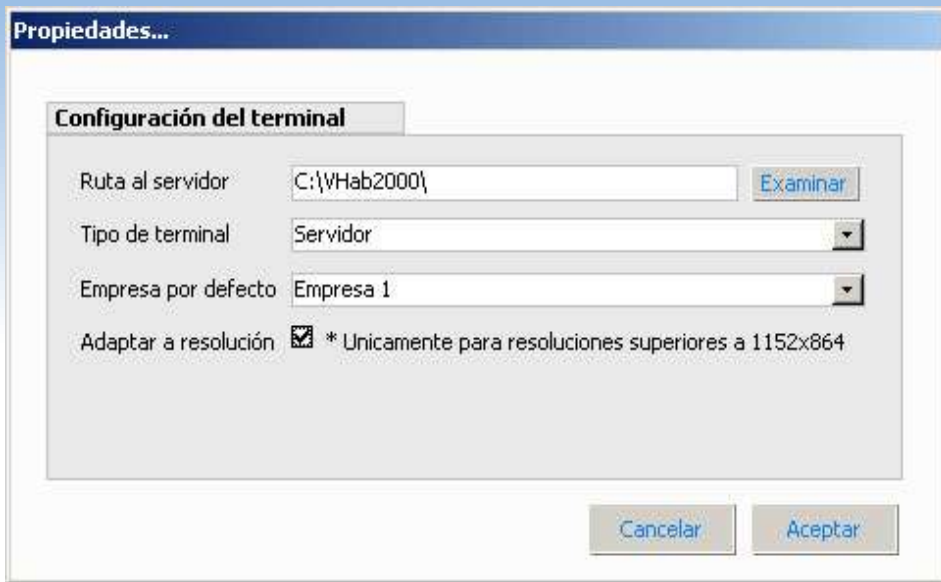 Propiedades...
Configuración del terminal
Ruta al servidor C:\VHab2000\ Examinar
Tipo de terminal Servidor
Empresa por defecto Empresa 1
Adaptar a resolución * Unicamente para resoluciones superiores a 1152x864
Cancelar Aceptar